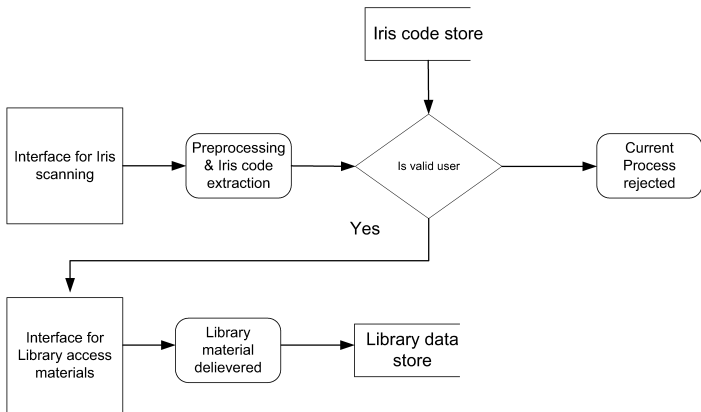 Iris code store
Interface for Iris
scanning
Preprocessing
& Iris code
extraction
Is valid user
Current
Process
rejected
Yes
Interface for
Library access
materials
Library
material
delievered
Library data
store